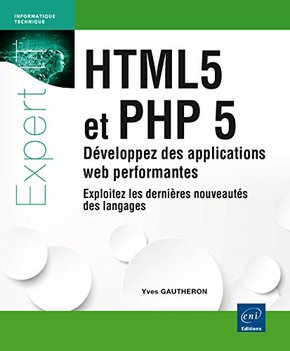 INFORMATIQUE
TECHNIQUE
Expert
HTML5
et PHP 5
Développez des applications
web performantes
Exploitez les dernières nouveautés
des langages
Yves GAUTHERON
eni
Editions